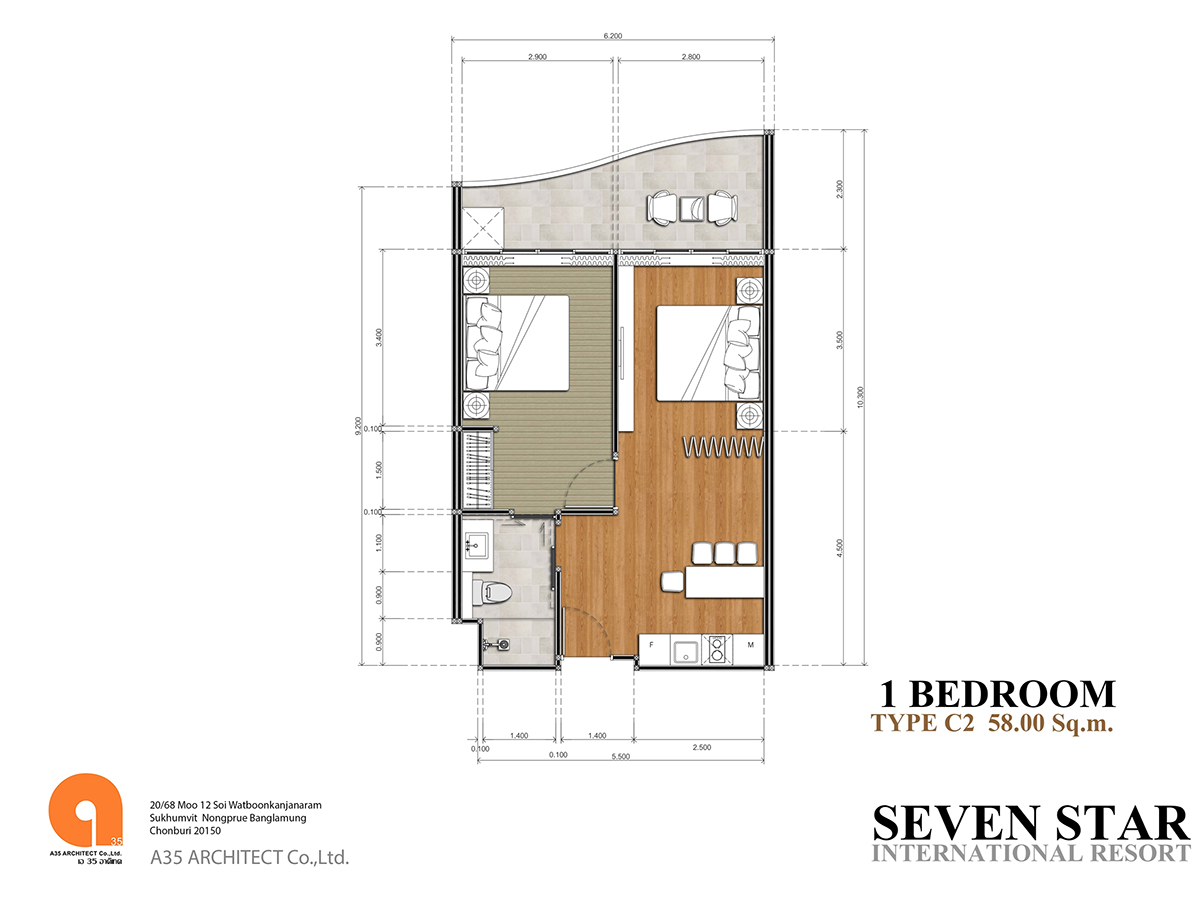 6.200
2.900
2.800
2.300
3.400
3.500
10.300
9.200
0.100
1.500
0.100
1.100
4.500
0.900
0.900
F
M
1.400
1.400
2.500
0.100
0.100
5.500
1 BEDROOM
TYPE C2 58.00 Sq.m.
35
A35 ARCHITECT Co.,Ltd.
เอ 35 อาคิเทค
20/68 Moo 12 Soi Watboonkanjanaram
Sukhumvit Nongprue Banglamung
Chonburi 20150
A35 ARCHITECT Co.,Ltd.
SEVEN STAR
INTERNATIONAL RESORT